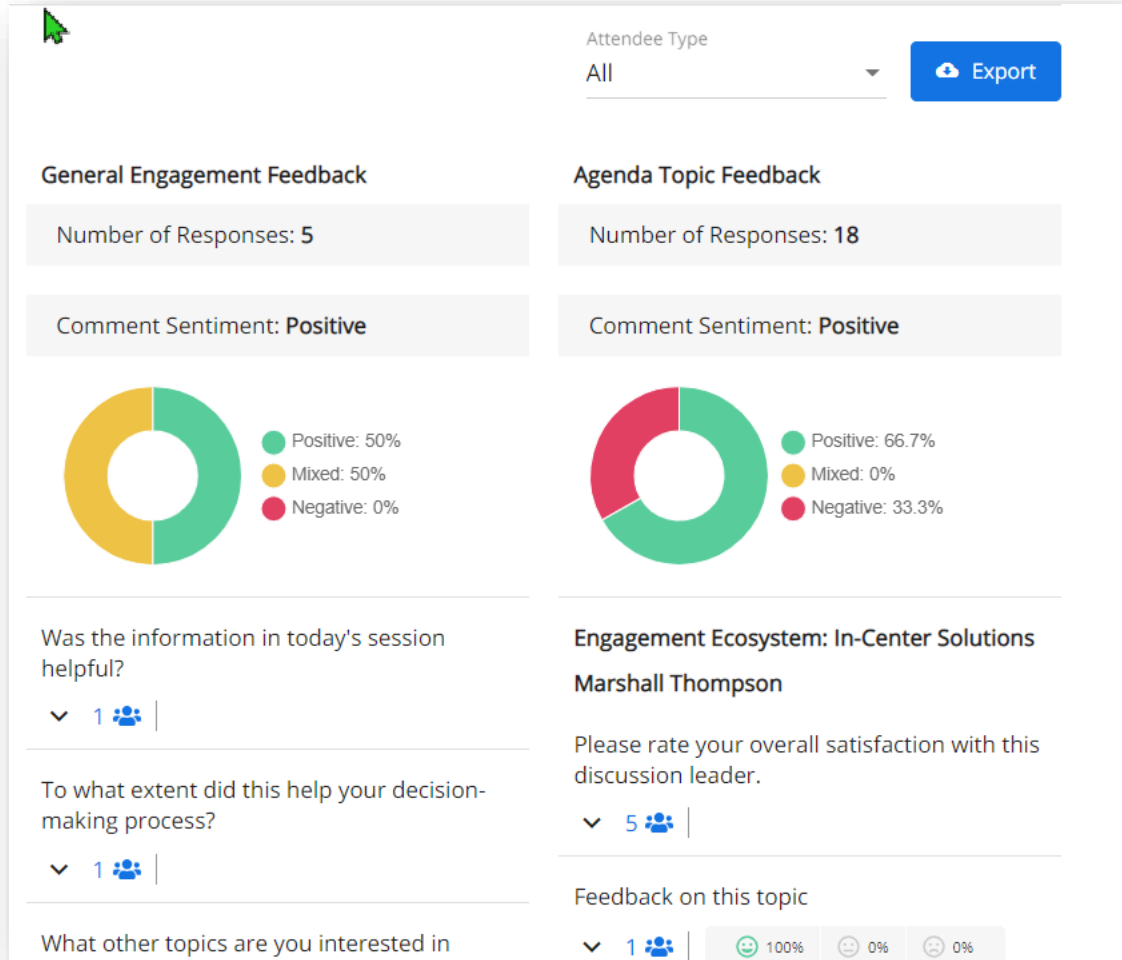 Attendee Type
All
Export
General Engagement Feedback
Number of Responses: 5
Comment Sentiment: Positive
Positive: 50%
Mixed: 50%
Negative: 0%
Was the information in today's session
helpful?
1
To what extent did this help your decision-
making process?
1
What other topics are you interested in
Agenda Topic Feedback
Number of Responses: 18
Comment Sentiment: Positive
Positive: 66.7%
Mixed: 0%
Negative: 33.3%
Engagement Ecosystem: In-Center Solutions
Marshall Thompson
Please rate your overall satisfaction with this
discussion leader.
5
Feedback on this topic
1 100% 0% 0%